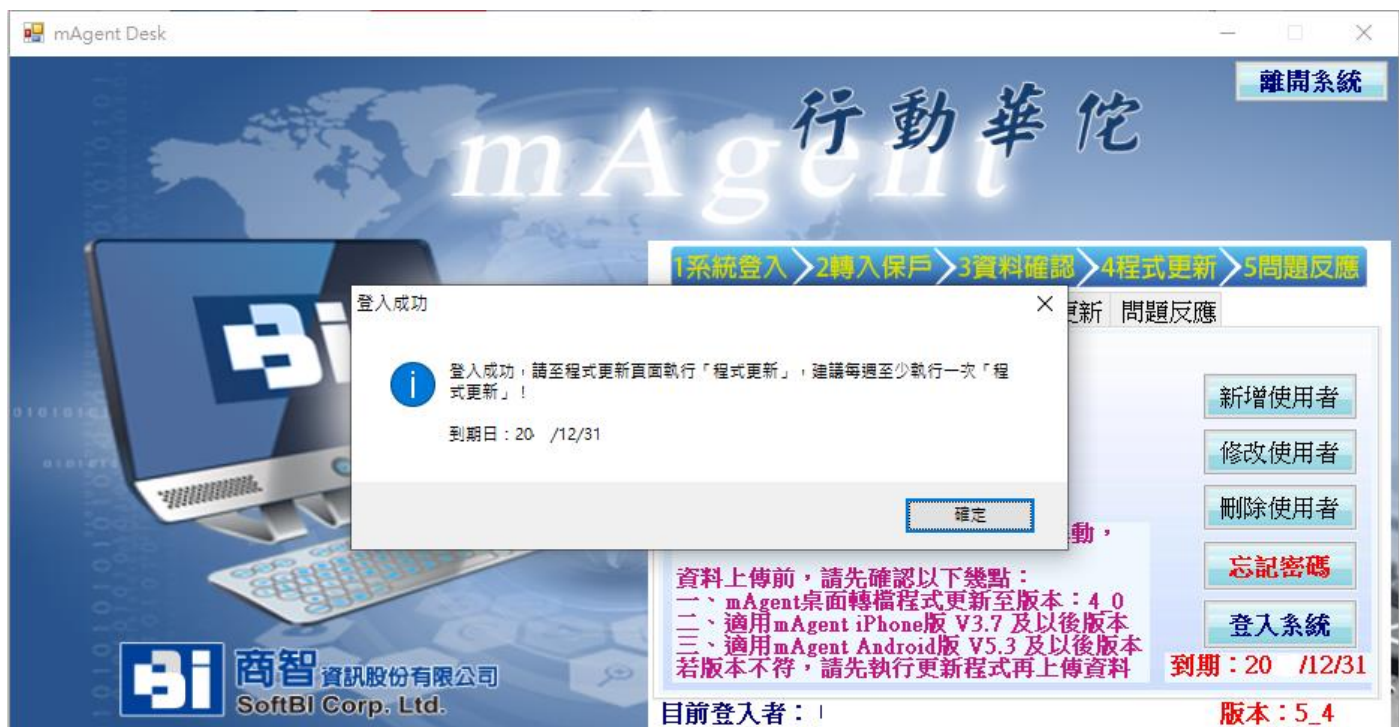 mAgent Desk
離開系統
mAgent
行動華佗
1系統登入
2轉入保戶
3資料確認
4程式更新
5問題反應
登入成功
更新
問題反應
登入成功，請至程式更新頁面執行「程式更新」，建議每週至少執行一次「程
式更新」！
到期日：20 /12/31
確定
新增使用者
修改使用者
刪除使用者
忘記密碼
登入系統
動，
資料上傳前，請先確認以下幾點：
一、mAgent桌面轉檔程式更新至版本：4_0
二、適用mAgent iPhone版 V3.7 及以後版本
三、適用mAgent Android版 V5.3 及以後版本
若版本不符，請先執行更新程式再上傳資料
到期：20 /12/31
Bi
商智 資訊股份有限公司
SoftBI Corp. Ltd.
目前登入者：
版本：5_4